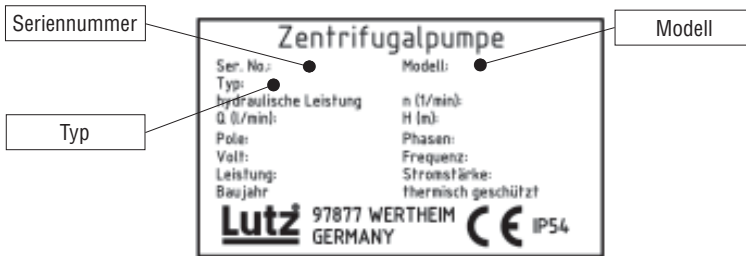 Seriennummer
Modell
Typ
Zentrifugalpumpe
Ser. No.: Modell:
Typ:
hydraulische Leistung n (1/min):
Q (l/min): H (m):
Pole: Phasen:
Volt: Frequenz:
Leistung: Stromstärke:
Baujahr thermisch geschützt
Lutz® 97877 WERTHEIM CE IP54
GERMANY